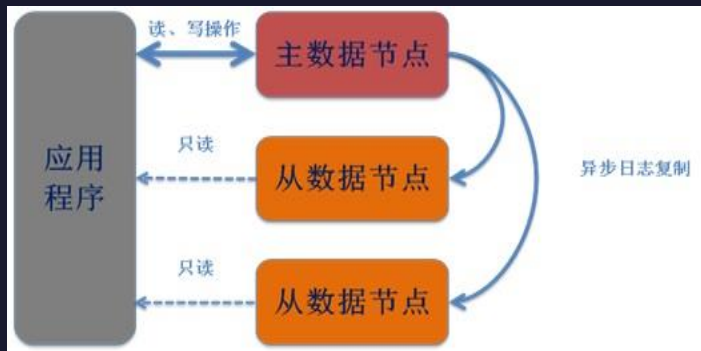 读、写操作
主数据节点
应用
程序
只读
从数据节点
异步日志复制
只读
从数据节点